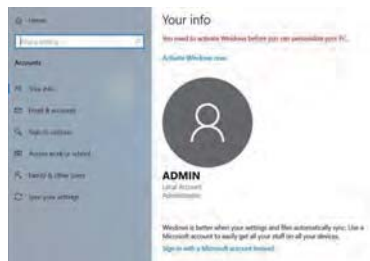 Home
Find a setting
Accounts
Your info
Email & accounts
Sign-in options
Access work or school
Family & other users
Sync your settings
Your info
You need to activate Windows before you can personalize your PC.
Activate Windows now.
ADMIN
Local Account
Administrator
Windows is better when your settings and files automatically sync. Use a
Microsoft account to easily get all your stuff on all your devices.
Sign in with a Microsoft account instead